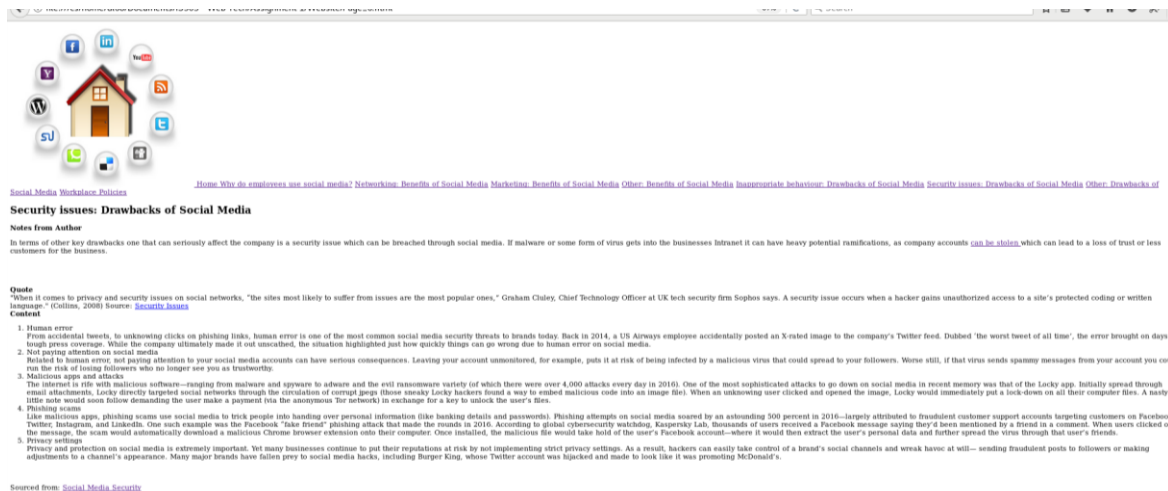 Home Why do employees use social media? Networking: Benefits of Social Media Marketing: Benefits of Social Media Other: Benefits of Social Media Inappropriate behaviour: Drawbacks of Social Media Security issues: Drawbacks of Social Media Other: Drawbacks of
Social Media Workplace Policies
Security issues: Drawbacks of Social Media
Notes from Author
In terms of other key drawbacks one that can seriously affect the company is a security issue which can be breached through social media. If malware or some form of virus gets into the businesses Intranet it can have heavy potential ramifications, as company accounts can be stolen which can lead to a loss of trust or less
customers for the business.
Quote
"When it comes to privacy and security issues on social networks, "the sites most likely to suffer from issues are the most popular ones," Graham Cluley, Chief Technology Officer at UK tech security firm Sophos says. A security issue occurs when a hacker gains unauthorized access to a site's protected coding or written
language." (Collins, 2008) Source: Security Issues
Content
1. Human error
From accidental tweets, to unknowing clicks on phishing links, human error is one of the most common social media security threats to brands today. Back in 2014, a US Airways employee accidentally posted an X-rated image to the company's Twitter feed. Dubbed 'the worst tweet of all time', the error brought on days
tough press coverage. While the company ultimately made it out unscathed, the situation highlighted just how quickly things can go wrong due to human error on social media.
2. Not paying attention on social media
Related to human error, not paying attention to your social media accounts can have serious consequences. Leaving your account unmonitored, for example, puts it at risk of being infected by a malicious virus that could spread to your followers. Worse still, if that virus sends spammy messages from your account you co
run the risk of losing followers who no longer see you as trustworthy.
3. Malicious apps and attacks
The internet is rife with malicious software—ranging from malware and spyware to adware and the evil ransomware variety (of which there were over 4,000 attacks every day in 2016). One of the most sophisticated attacks to go down on social media in recent memory was that of the Locky app. Initially spread through
email attachments, Locky directly targeted social networks through the circulation of corrupt jpegs (those sneaky Locky hackers found a way to embed malicious code into an image file). When an unknowing user clicked and opened the image, Locky would immediately put a lock-down on all their computer files. A nasty
little note would soon follow demanding the user make a payment (via the anonymous Tor network) in exchange for a key to unlock the user's files.
4. Phishing scams
Like malicious apps, phishing scams use social media to trick people into handing over personal information (like banking details and passwords). Phishing attempts on social media soared by an astounding 500 percent in 2016—largely attributed to fraudulent customer support accounts targeting customers on Faceboo
Twitter, Instagram, and LinkedIn. One such example was the Facebook "fake friend" phishing attack that made the rounds in 2016. According to global cybersecurity watchdog, Kaspersky Lab, thousands of users received a Facebook message saying they'd been mentioned by a friend in a comment. When users clicked o
the message, the scam would automatically download a malicious Chrome browser extension onto their computer. Once installed, the malicious file would take hold of the user's Facebook account—where it would then extract the user's personal data and further spread the virus through that user's friends.
5. Privacy settings
Privacy and protection on social media is extremely important. Yet many businesses continue to put their reputations at risk by not implementing strict privacy settings. As a result, hackers can easily take control of a brand's social channels and wreak havoc at will— sending fraudulent posts to followers or making
adjustments to a channel's appearance. Many major brands have fallen prey to social media hacks, including Burger King, whose Twitter account was hijacked and made to look like it was promoting McDonald's.
Sourced from: Social Media Security